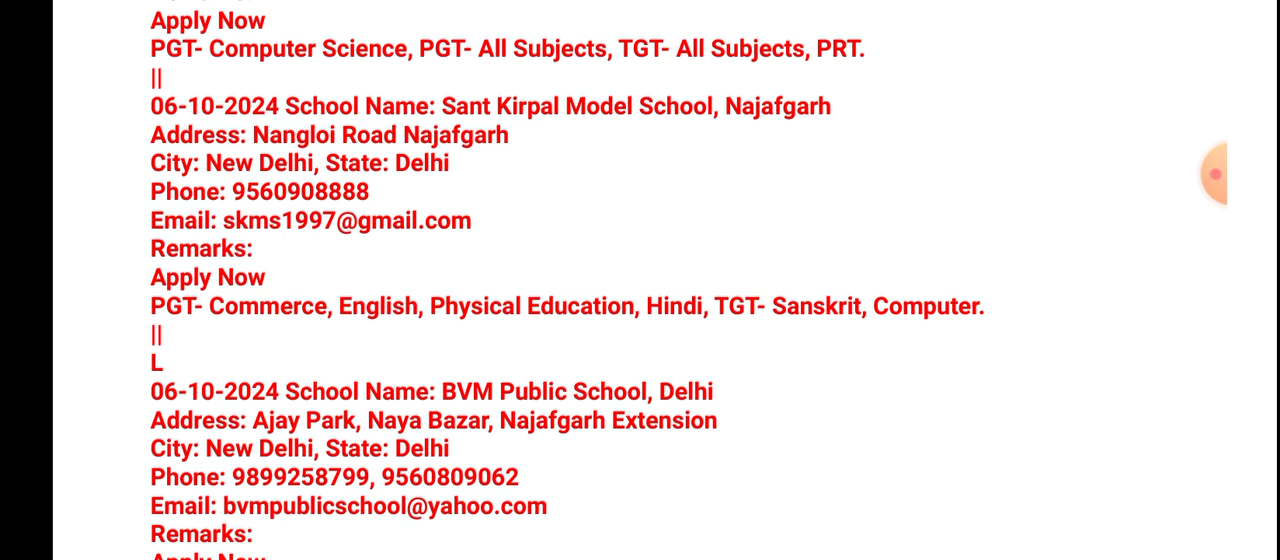 Apply Now
PGT- Computer Science, PGT- All Subjects, TGT- All Subjects, PRT.
||
06-10-2024 School Name: Sant Kirpal Model School, Najafgarh
Address: Nangloi Road Najafgarh
City: New Delhi, State: Delhi
Phone: 9560908888
Email: skms1997@gmail.com
Remarks:
Apply Now
PGT- Commerce, English, Physical Education, Hindi, TGT- Sanskrit, Computer.
||
L
06-10-2024 School Name: BVM Public School, Delhi
Address: Ajay Park, Naya Bazar, Najafgarh Extension
City: New Delhi, State: Delhi
Phone: 9899258799, 9560809062
Email: bvmpublicschool@yahoo.com
Remarks:
Apply Now